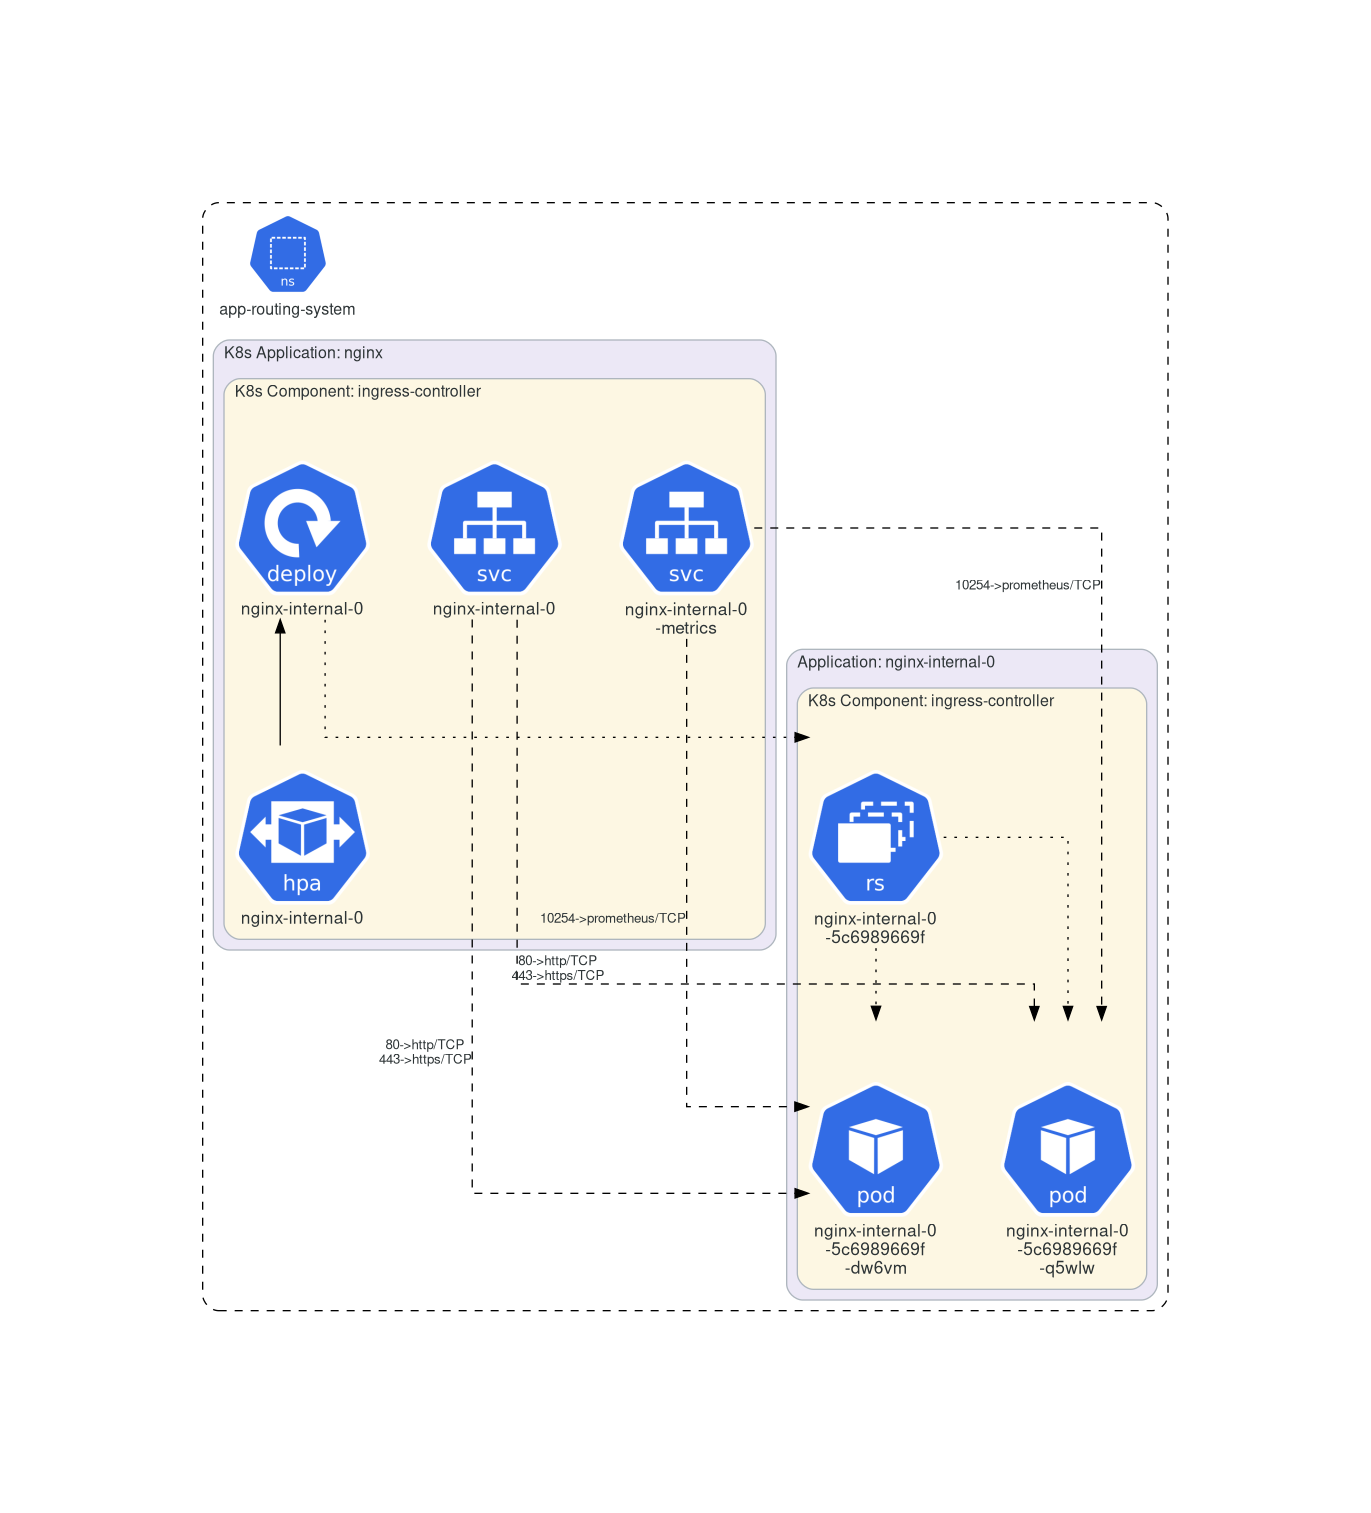 ns
app-routing-system
K8s Application: nginx
K8s Component: ingress-controller
deploy
nginx-internal-0
svc
nginx-internal-0
svc
nginx-internal-0
-metrics
10254->prometheus/TCP
Application: nginx-internal-0
K8s Component: ingress-controller
hpa
nginx-internal-0
rs
nginx-internal-0
-5c6989669f
10254->prometheus/TCP
80->http/TCP
443->https/TCP
80->http/TCP
443->https/TCP
pod
nginx-internal-0
-5c6989669f
-dw6vm
pod
nginx-internal-0
-5c6989669f
-q5wlw